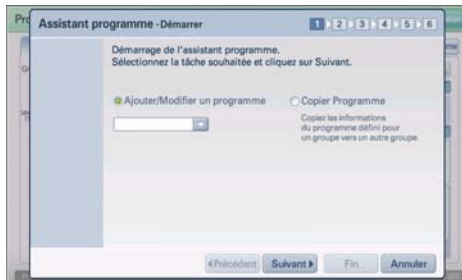 Assistant programme - Démarrer
1 2 3 4 5 6
Démarrage de l'assistant programme.
Sélectionnez la tâche souhaitée et cliquez sur Suivant.
Ajouter/Modifier un programme
Copier Programme
Copiez les informations
du programme défini pour
un groupe vers un autre groupe.
Précédent Suivant Fin Annuler